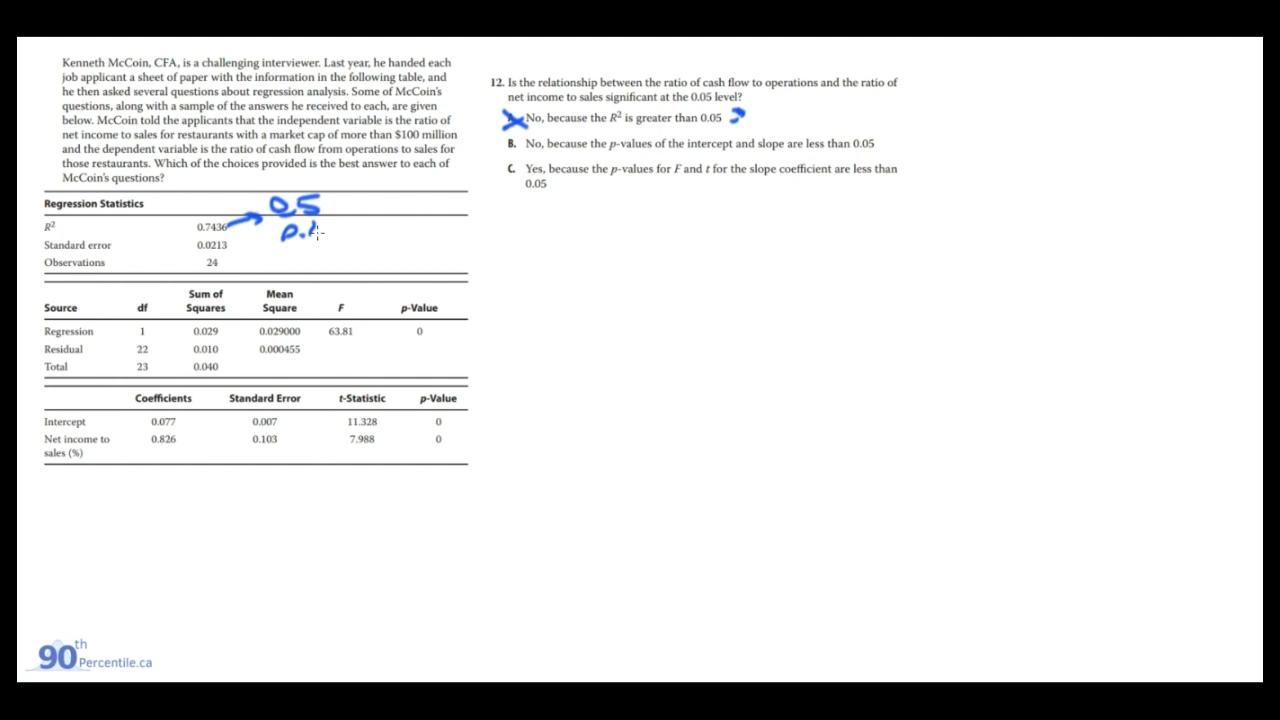 Kenneth McCoin, CFA, is a challenging interviewer. Last year, he handed each
job applicant a sheet of paper with the information in the following table, and
he then asked several questions about regression analysis. Some of McCoin's
questions, along with a sample of the answers he received to each, are given
below. McCoin told the applicants that the independent variable is the ratio of
net income to sales for restaurants with a market cap of more than $100 million
and the dependent variable is the ratio of cash flow from operations to sales for
those restaurants. Which of the choices provided is the best answer to each of
McCoin's questions?
Regression Statistics
R² 0.7436
Standard error 0.0213
Observations 24
0.5
Source df Sum of Squares Mean Square F p-Value
Regression 1 0.029 0.029000 63.81 0
Residual 22 0.010 0.000455
Total 23 0.040
Coefficients Standard Error t-Statistic p-Value
Intercept 0.077 0.007 11.328 0
Net income to 0.826 0.103 7.988 0
sales (%)
12. Is the relationship between the ratio of cash flow to operations and the ratio of
net income to sales significant at the 0.05 level?
No, because the R² is greater than 0.05
B. No, because the p-values of the intercept and slope are less than 0.05
C. Yes, because the p-values for F and t for the slope coefficient are less than
0.05
90th
Percentile.ca